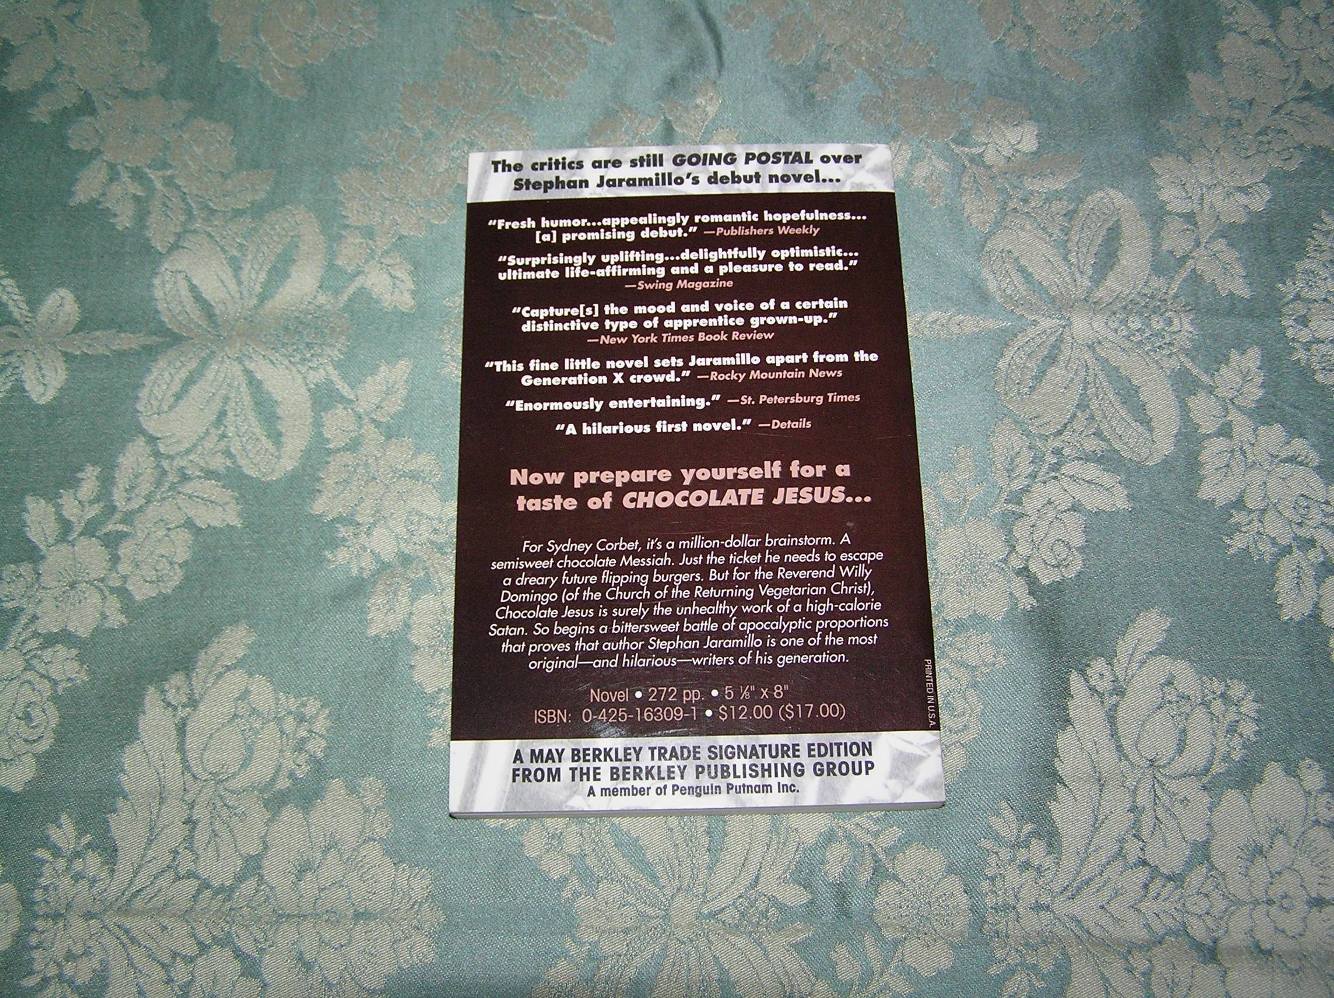 The critics are still GOING POSTAL over
Stephan Jaramillo's debut novel...
"Fresh humor...appealingly romantic hopefulness...
[a] promising debut." —Publishers Weekly
"Surprisingly uplifting...delightfully optimistic...
ultimate life-affirming and a pleasure to read."
—Swing Magazine
"Capture[s] the mood and voice of a certain
distinctive type of apprentice grown-up."
—New York Times Book Review
"This fine little novel sets Jaramillo apart from the
Generation X crowd." —Rocky Mountain News
"Enormously entertaining." —St. Petersburg Times
"A hilarious first novel." —Details
Now prepare yourself for a
taste of CHOCOLATE JESUS...
For Sydney Corbet, it's a million-dollar brainstorm. A
semisweet chocolate Messiah. Just the ticket he needs to escape
a dreary future flipping burgers. But for the Reverend Willy
Domingo (of the Church of the Returning Vegetarian Christ),
Chocolate Jesus is surely the unhealthy work of a high-calorie
Satan. So begins a bittersweet battle of apocalyptic proportions
that proves that author Stephan Jaramillo is one of the most
original—and hilarious—writers of his generation.
Novel • 272 pp. • 5 ⅛" x 8"
ISBN: 0-425-16309-1 • $12.00 ($17.00)
PRINTED IN U.S.A.
A MAY BERKLEY TRADE SIGNATURE EDITION
FROM THE BERKLEY PUBLISHING GROUP
A member of Penguin Putnam Inc.